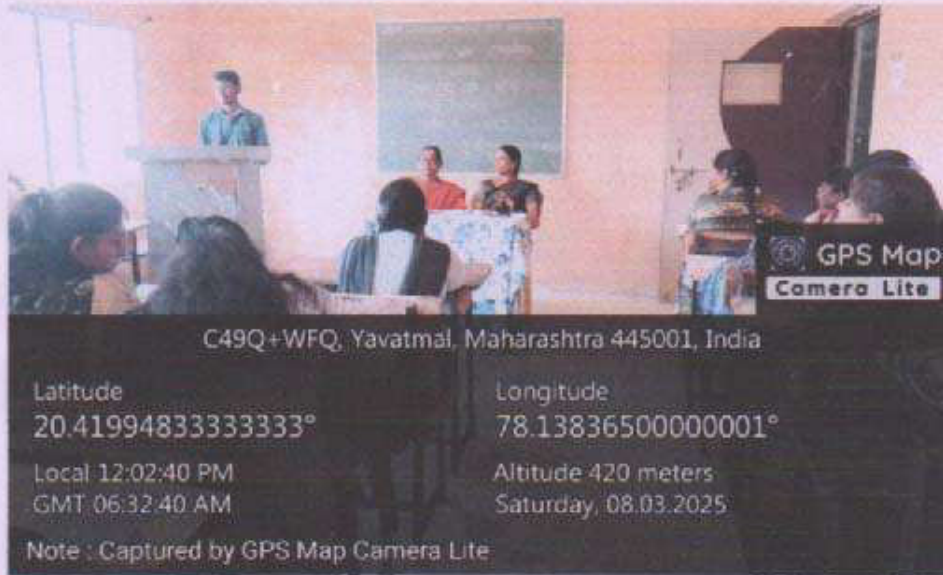 GPS Map
Camera Lite
C49Q+WFQ, Yavatmal, Maharashtra 445001, India
Latitude
20.41994833333333°
Longitude
78.13836500000001°
Local 12:02:40 PM
GMT 06:32:40 AM
Altitude 420 meters
Saturday, 08.03.2025
Note : Captured by GPS Map Camera Lite